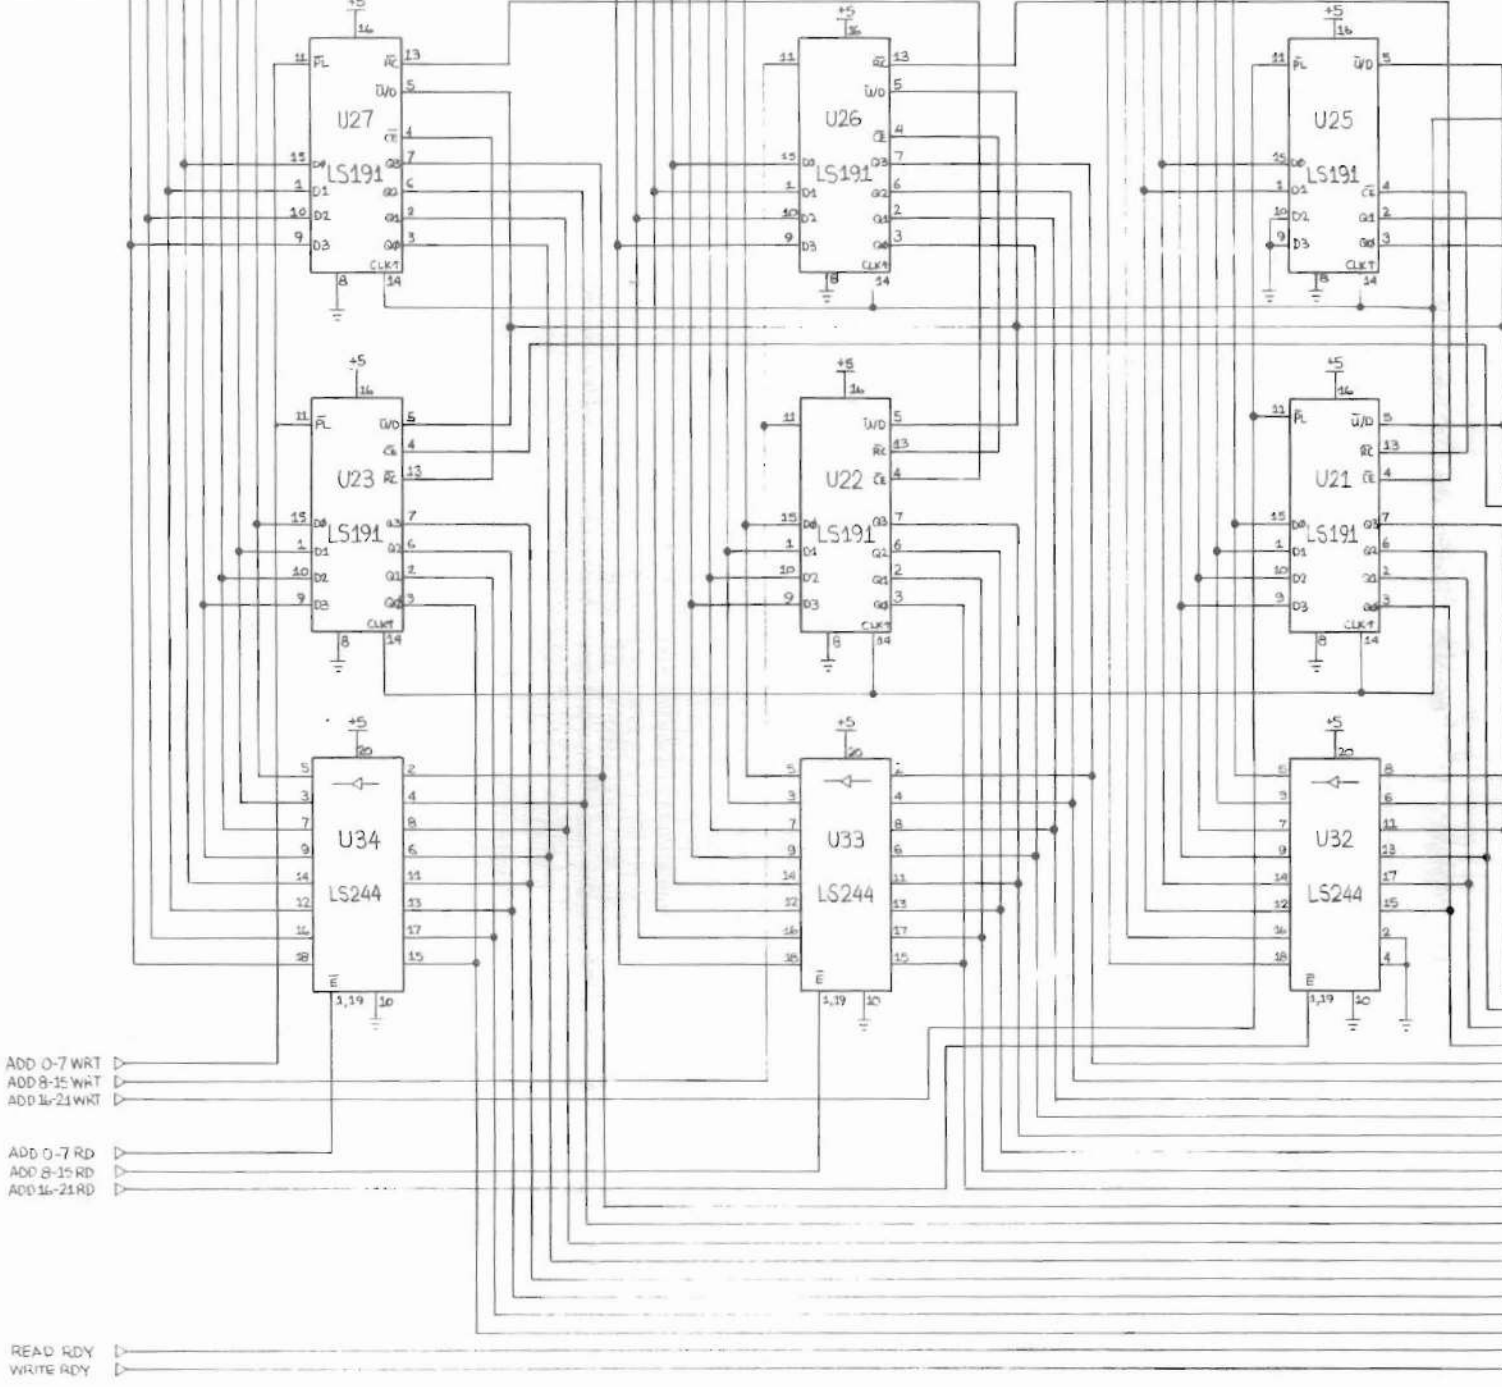 +5
16
11 PL RC 13
U/D 5
U27
CE 4
15 D0 Q3 7
LS191
1 D1 6
10 D2 Q1 2
9 D3 Q0 3
CLK↑
8 14
+5
16
11 RC 13
U/D 5
U26
CE 4
15 D0 Q3 7
LS191
1 D1 Q2 6
10 D2 Q1 2
9 D3 Q0 3
CLK↑
8 14
+5
16
11 PL U/D 5
U25
15 D0
LS191
1 D1 CE 4
10 D2 Q1 2
9 D3 Q0 3
CLK↑
8 14
+5
16
11 PL U/D 5
CE 4
U23 RC 13
15 D0 Q3 7
LS191
1 D1 Q2 6
10 D2 Q1 2
9 D3 Q0 3
CLK↑
8 14
+5
16
11 U/D 5
RC 13
U22 CE 4
15 D0 Q3 7
LS191
1 D1 Q2 6
10 D2 Q1 2
9 D3 Q0 3
CLK↑
8 14
+5
16
11 PL U/D 5
RC 13
U21 CE 4
15 D0 Q3 7
LS191
1 D1 Q2 6
10 D2 Q1 2
9 D3 Q0 3
CLK↑
8 14
+5
20
5 2
3 4
7 8
U34
9 6
14 11
LS244
12 13
16 17
18 15
E
1,19 10
+5
20
5 2
3 4
7 8
U33
9 6
14 11
LS244
12 13
16 17
18 15
E
1,19 10
+5
20
5 8
3 6
7 11
U32
9 13
14 17
LS244
12 15
16 2
18 4
E
1,19 10
ADD 0-7 WRT
ADD 8-15 WRT
ADD 16-21 WRT
ADD 0-7 RD
ADD 8-15 RD
ADD 16-21 RD
READ RDY
WRITE RDY